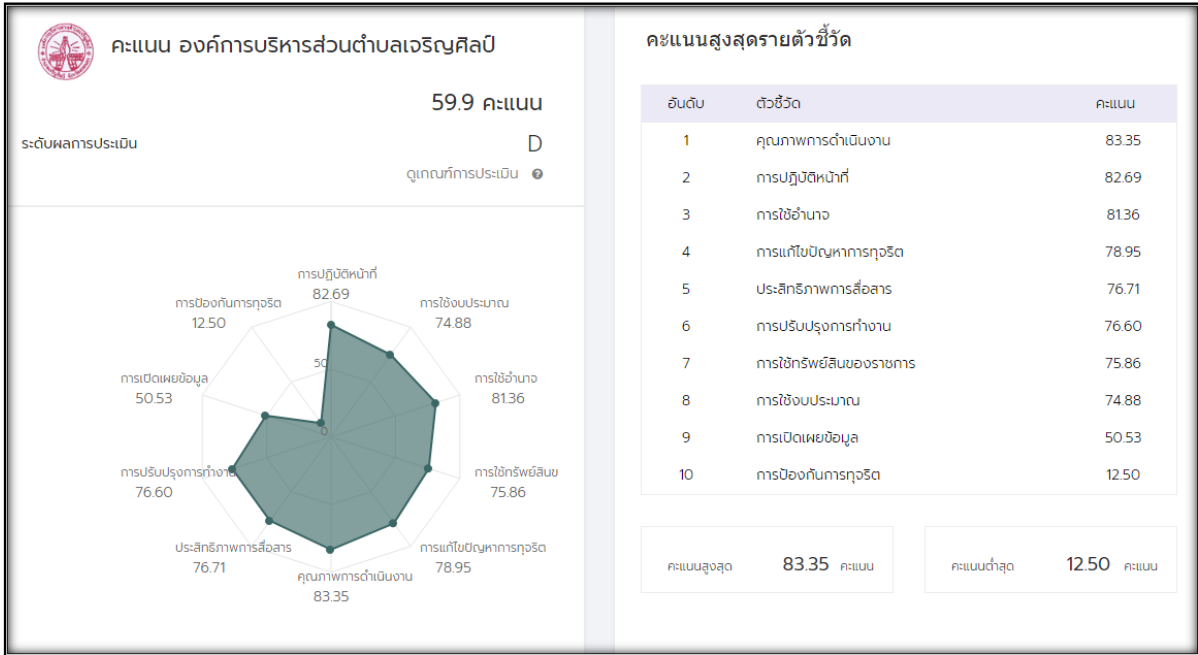 คะแนน องค์การบริหารส่วนตำบลเจริญศิลป์
59.9 คะแนน
ระดับผลการประเมิน D
ดูเกณฑ์การประเมิน
การปฏิบัติหน้าที่
82.69
การป้องกันการทุจริต
12.50
การใช้งบประมาณ
74.88
50
การเปิดเผยข้อมูล
50.53
การใช้อำนาจ
81.36
0
การปรับปรุงการทำงาน
76.60
การใช้ทรัพย์สินข
75.86
ประสิทธิภาพการสื่อสาร
76.71
การแก้ไขปัญหาการทุจริต
78.95
คุณภาพการดำเนินงาน
83.35
คะแนนสูงสุดรายตัวชี้วัด
อันดับ ตัวชี้วัด คะแนน
1 คุณภาพการดำเนินงาน 83.35
2 การปฏิบัติหน้าที่ 82.69
3 การใช้อำนาจ 81.36
4 การแก้ไขปัญหาการทุจริต 78.95
5 ประสิทธิภาพการสื่อสาร 76.71
6 การปรับปรุงการทำงาน 76.60
7 การใช้ทรัพย์สินของราชการ 75.86
8 การใช้งบประมาณ 74.88
9 การเปิดเผยข้อมูล 50.53
10 การป้องกันการทุจริต 12.50
คะแนนสูงสุด 83.35 คะแนน
คะแนนต่ำสุด 12.50 คะแนน